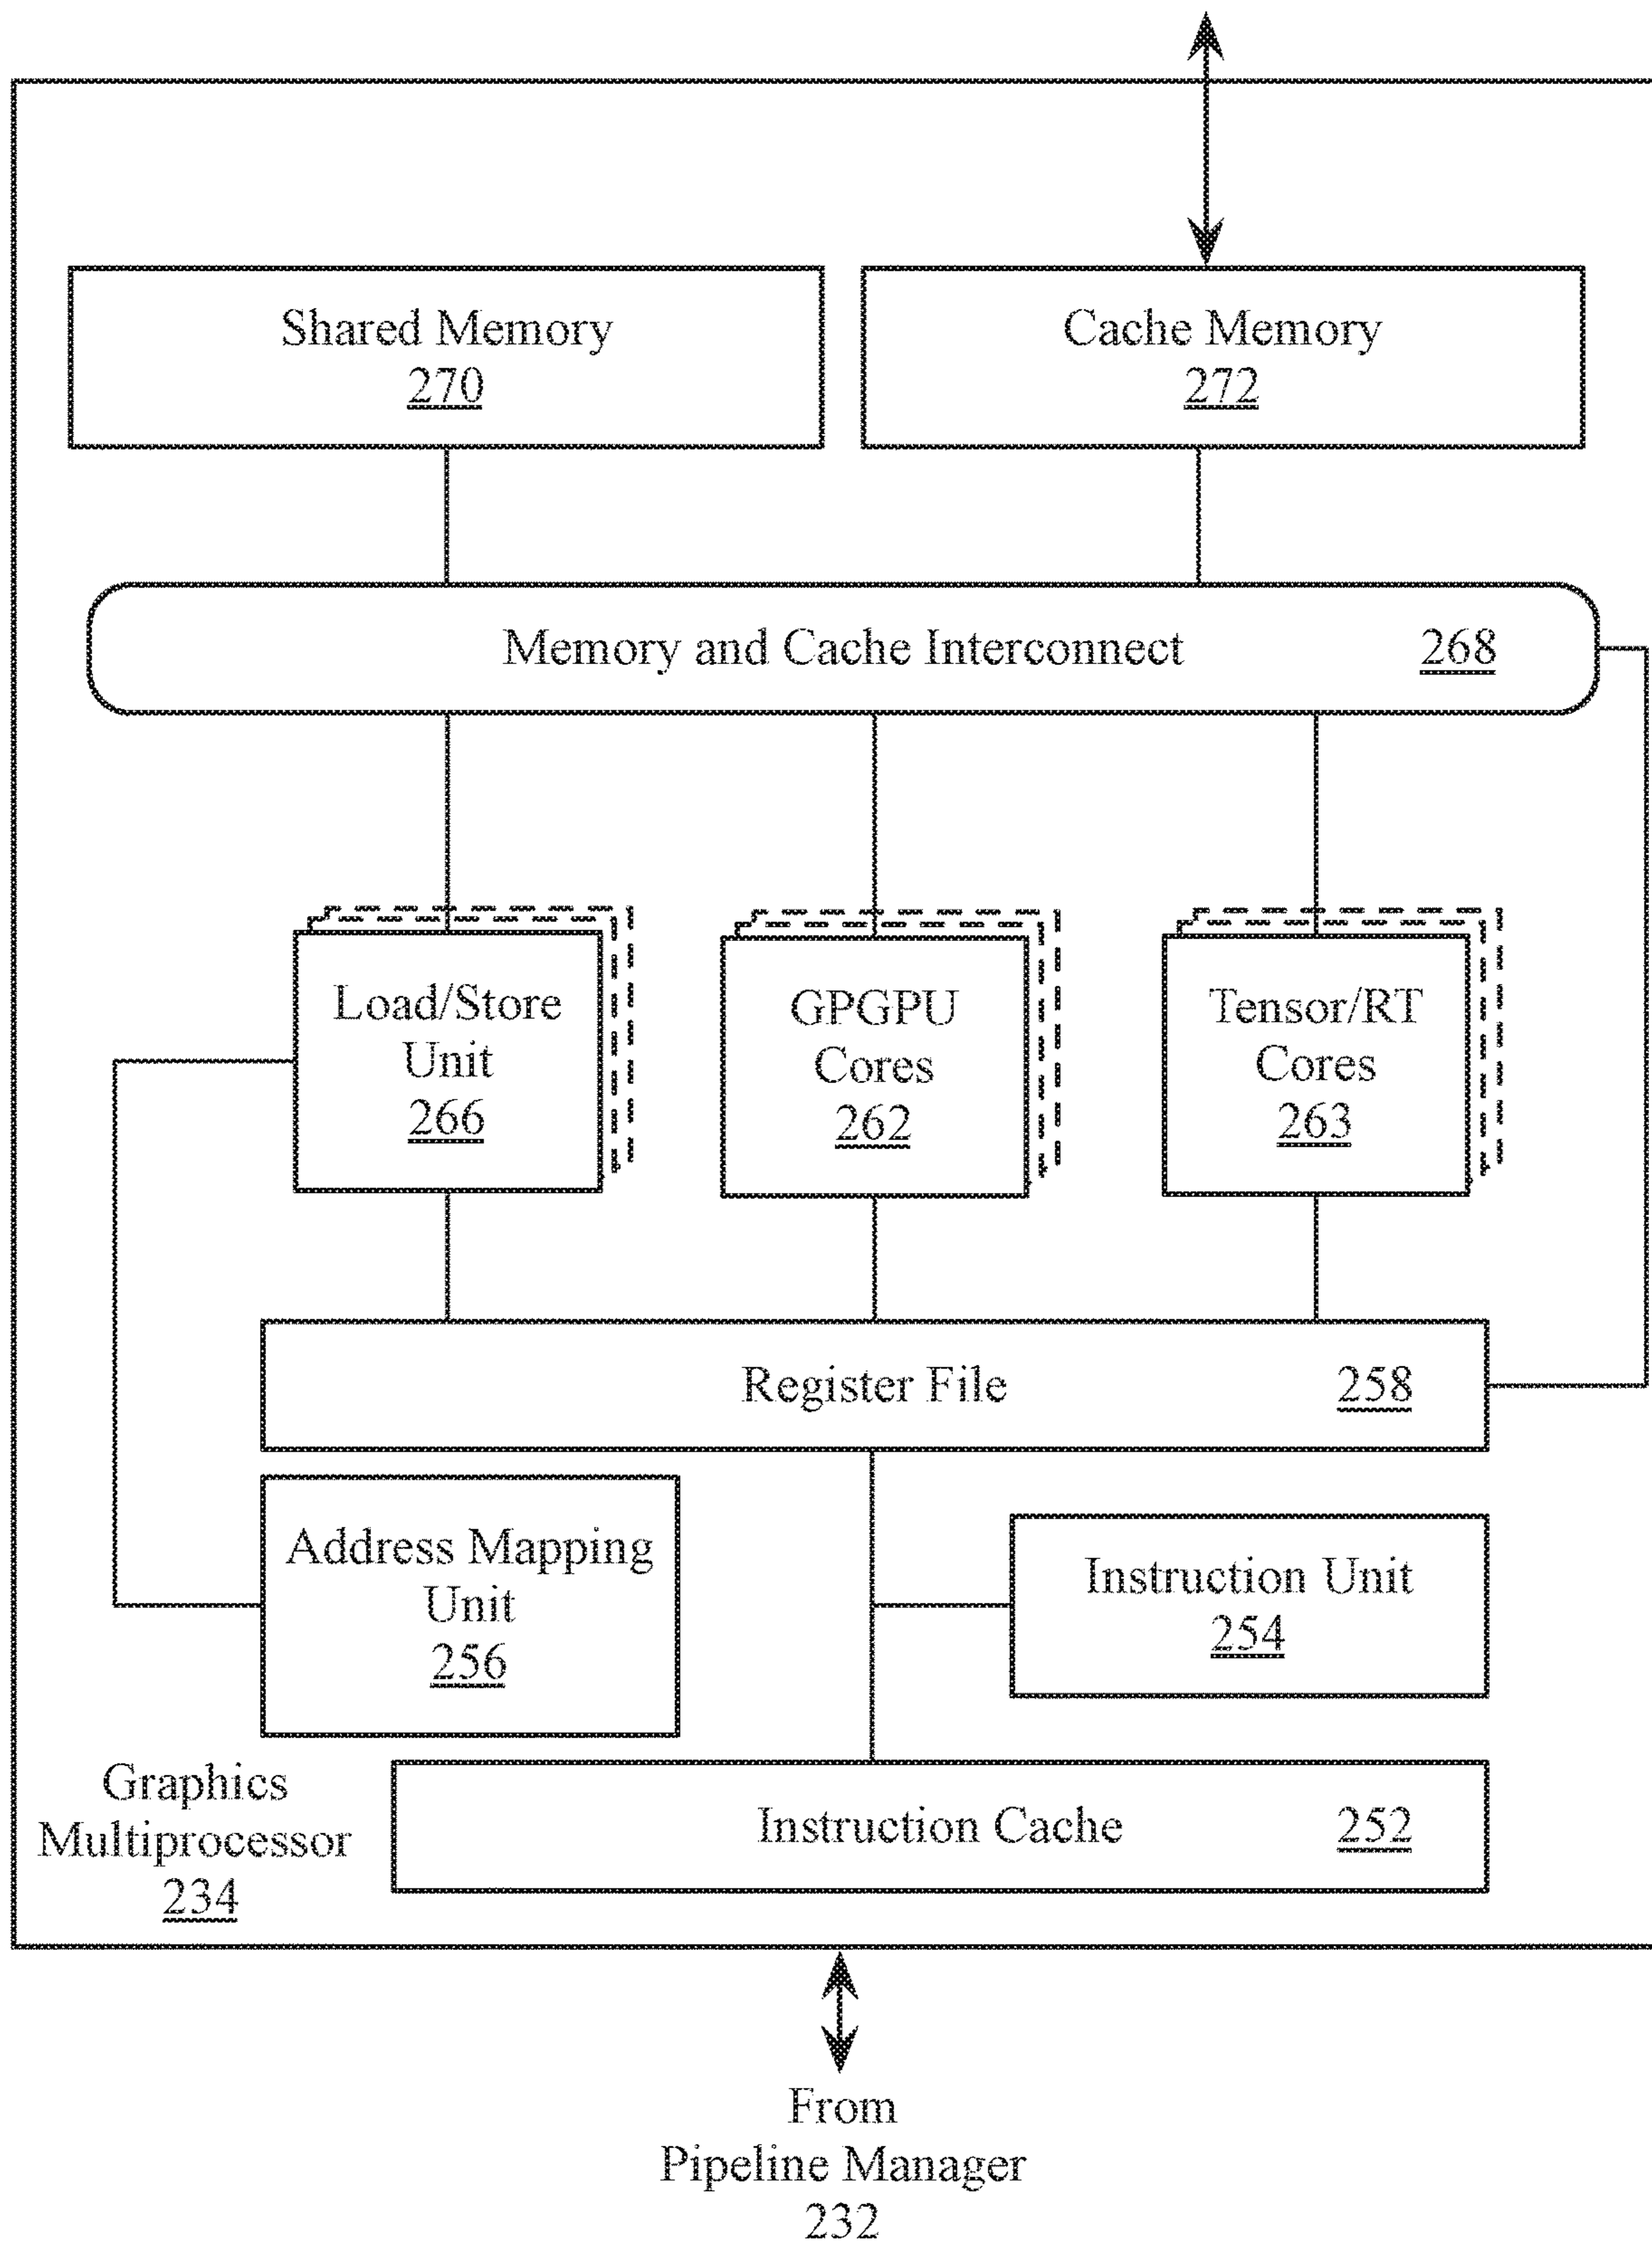 Shared Memory
270
Cache Memory
272
Memory and Cache Interconnect 268
Load/Store
Unit
266
GPGPU
Cores
262
Tensor/RT
Cores
263
Register File 258
Address Mapping
Unit
256
Instruction Unit
254
Graphics
Multiprocessor
234
Instruction Cache 252
From
Pipeline Manager
232